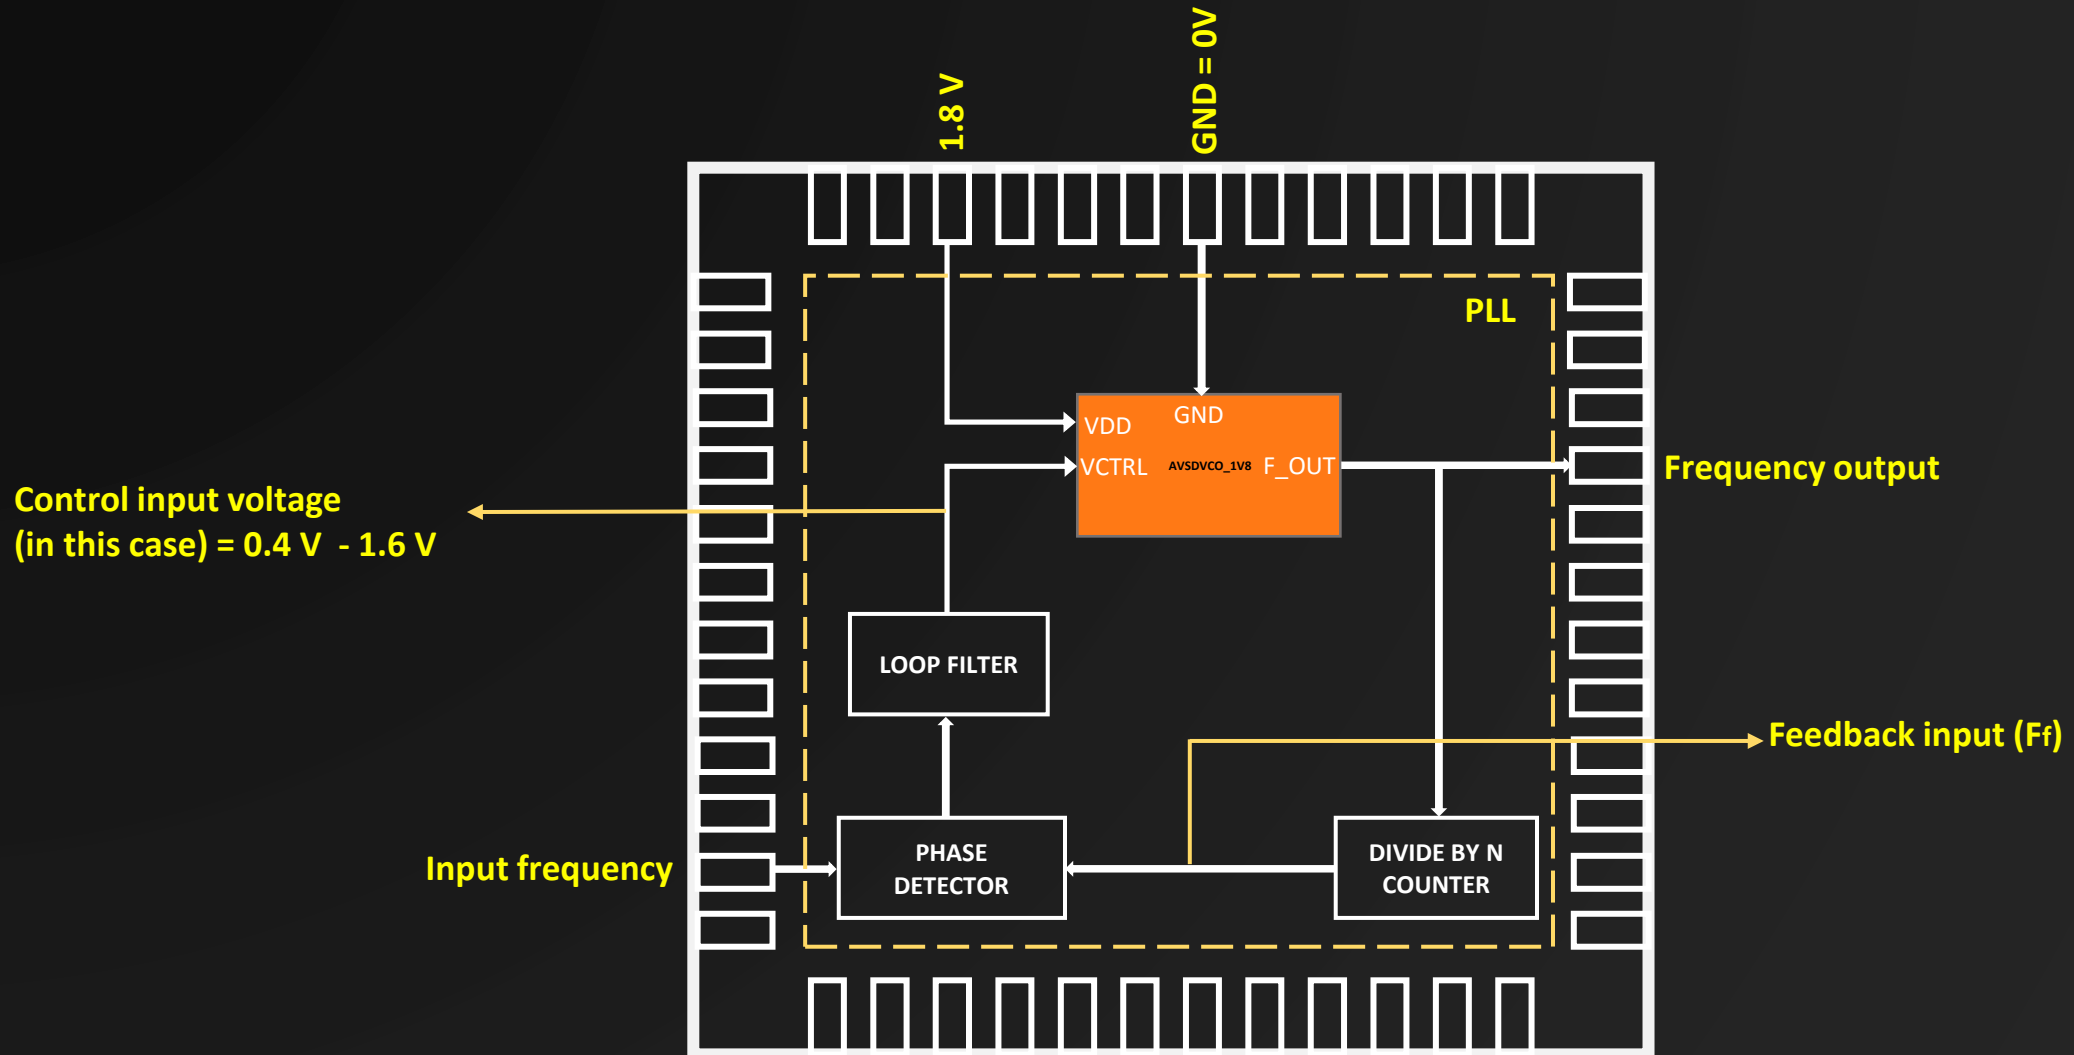 1.8 V
GND = 0V
PLL
GND
VDD
VCTRL
AVSDVCO_1V8
F_OUT
Frequency output
Control input voltage
(in this case) = 0.4 V - 1.6 V
LOOP FILTER
Feedback input (Ff)
Input frequency
PHASE
DETECTOR
DIVIDE BY N
COUNTER